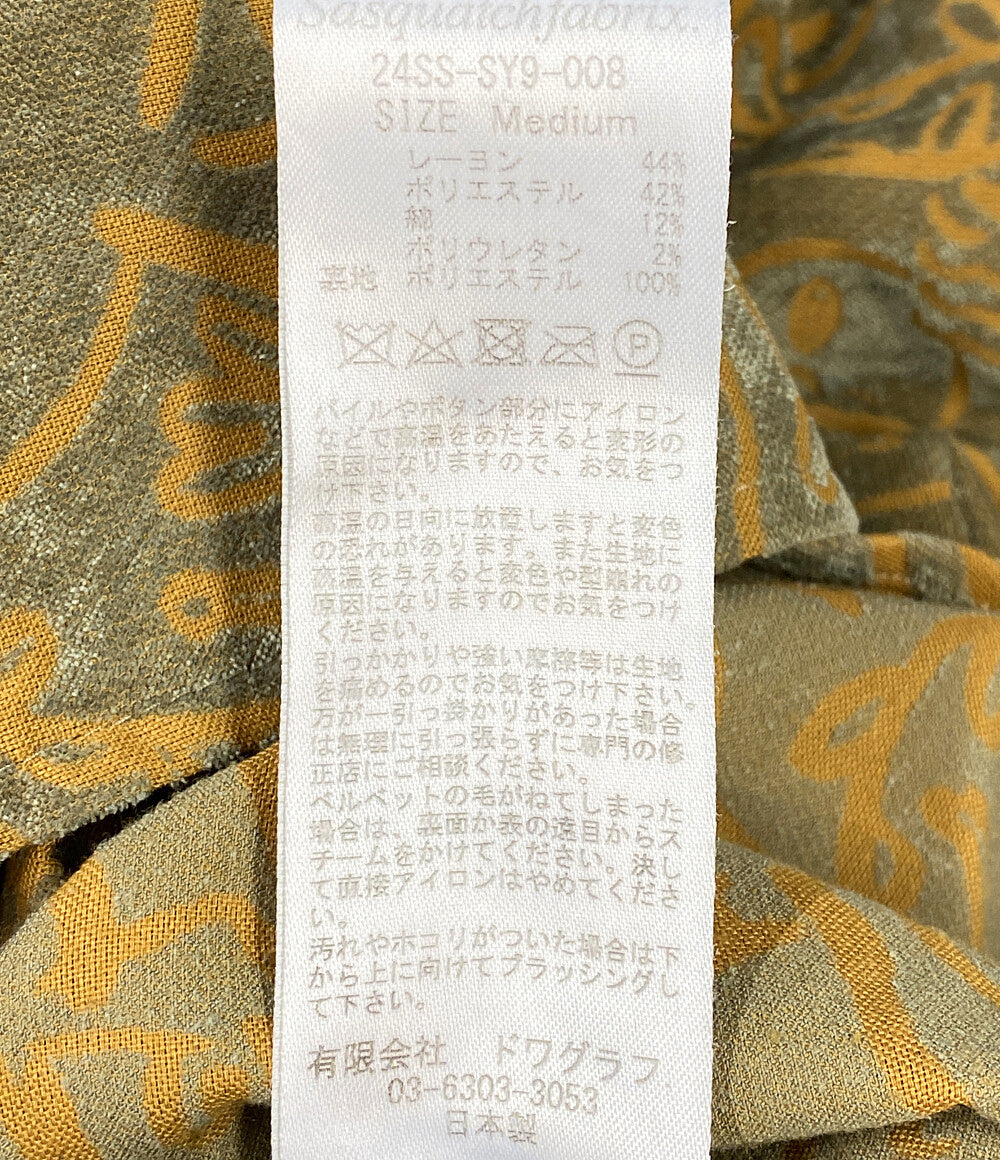 Sasquatchfabrix.
24SS-SY9-008
SIZE Medium
レーヨン 44%
ポリエステル 42%
綿 12%
ポリウレタン 2%
裏地 ポリエステル 100%
P
パイルやボタン部分にアイロン
などで高温をあたえると変形の
原因になりますので、お気をつ
け下さい。
高温の日向に放置しますと変色
の恐れがあります。また生地に
高温を与えると変色や型崩れの
原因になりますのでお気をつけ
ください。
引っかかりや強い摩擦等は生地
を痛めるのでお気をつけ下さい。
万が一引っ掛かりがあった場合
は無理に引っ張らずに専門の修
正店にご相談ください。
ベルベットの毛がねてしまった
場合は、裏面か表の遠目からス
チームをかけてください。決し
て直接アイロンはやめてくださ
い。
汚れやホコリがついた場合は下
から上に向けてブラッシングし
て下さい。
有限会社 ドワグラフ
03-6303-3053
日本製